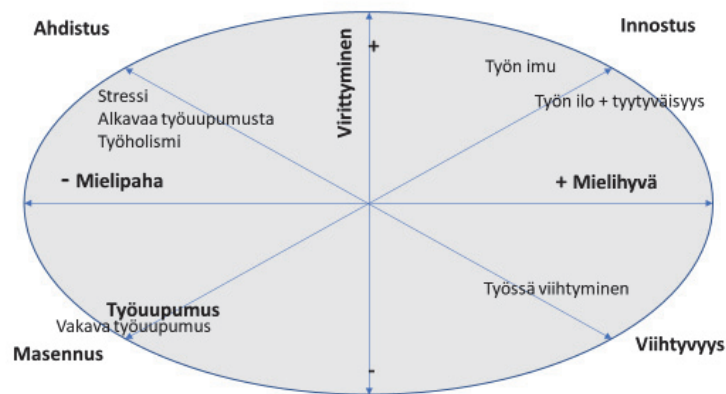 Ahdistus
Innostus
Virittyminen
+
Työn imu
Stressi
Alkavaa työuupumusta
Työholismi
Työn ilo + tyytyväisyys
- Mielipaha
+ Mielihyvä
Työssä viihtyminen
Työuupumus
Vakava työuupumus
Masennus
Viihtyvyys
-